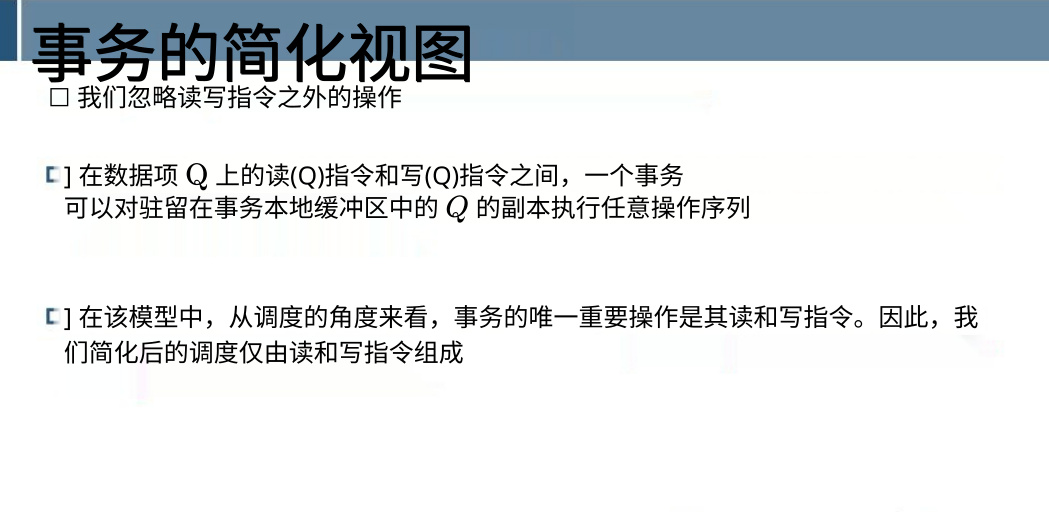 事务的简化视图
□ 我们忽略读写指令之外的操作
] 在数据项 Q 上的读(Q)指令和写(Q)指令之间，一个事务
可以对驻留在事务本地缓冲区中的 Q 的副本执行任意操作序列
] 在该模型中，从调度的角度来看，事务的唯一重要操作是其读和写指令。因此，我
们简化后的调度仅由读和写指令组成